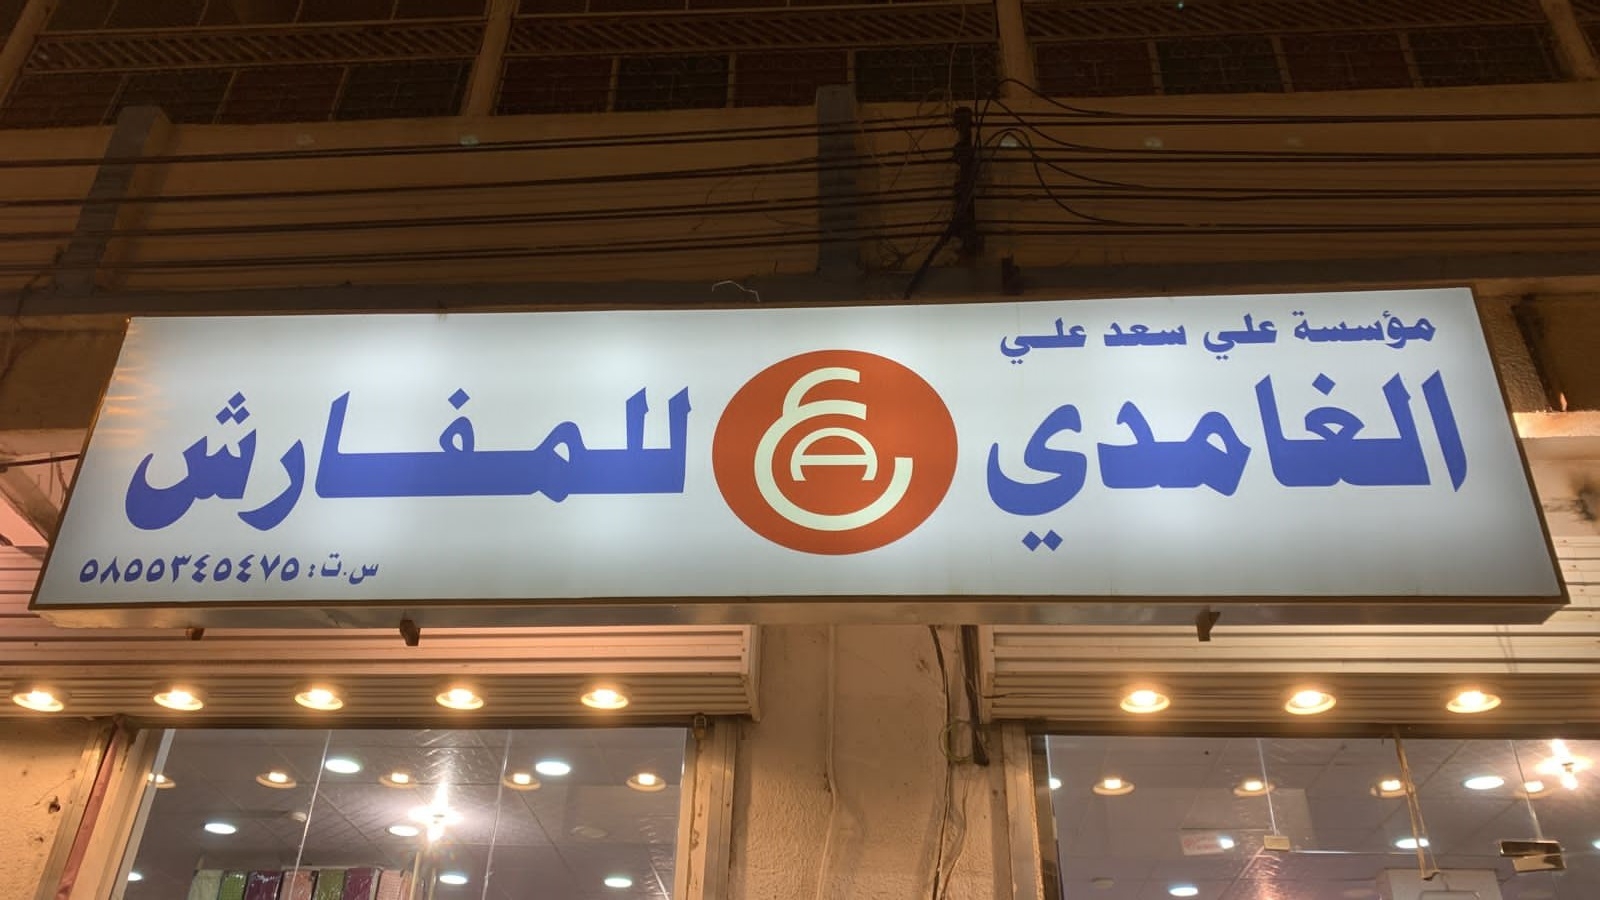 مؤسسة علي سعد علي
الغامدي للمفارش
س.ت: ٥٨٥٥٣٤٥٤٧٥